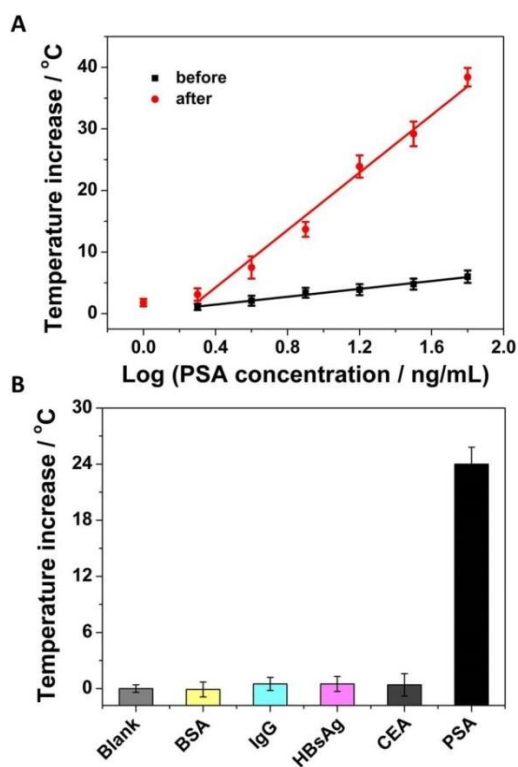 A
Temperature increase / °C
40
30
20
10
0
before
after
0.0 0.4 0.8 1.2 1.6 2.0
Log (PSA concentration / ng/mL)
B
Temperature increase / °C
30
24
18
12
6
0
Blank BSA IgG HBsAg CEA PSA